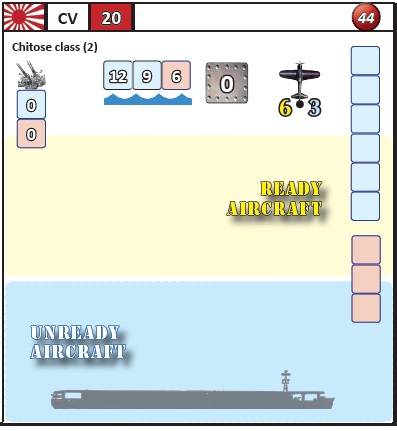 CV 20 44
Chitose class (2)
12 9 6 0
0
6 3
0
READY
AIRCRAFT
UNREADY
AIRCRAFT